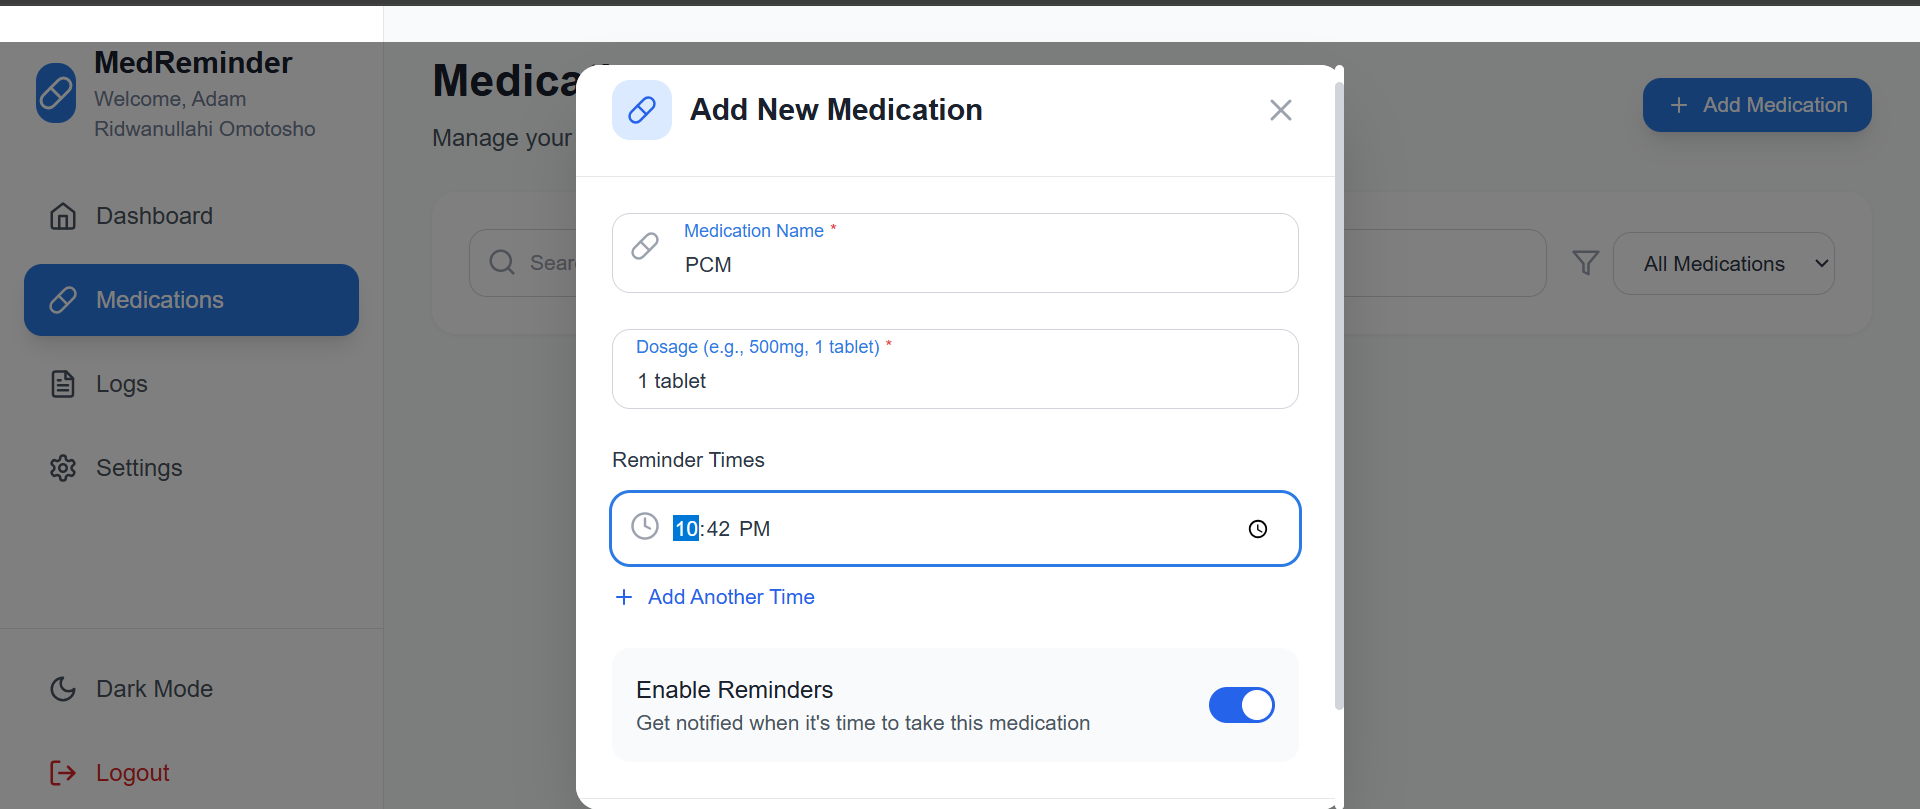 MedReminder
Welcome, Adam
Ridwanullahi Omotosho
Dashboard
Medications
Logs
Settings
Dark Mode
Logout
Manage your
Add Medication
All Medications
Add New Medication
Medication Name *
PCM
Dosage (e.g., 500mg, 1 tablet) *
1 tablet
Reminder Times
10:42 PM
Add Another Time
Enable Reminders
Get notified when it's time to take this medication